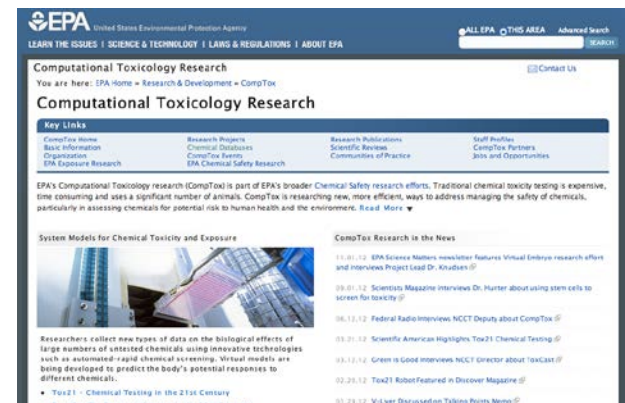 EPA United States Environmental Protection Agency
ALL EPA THIS AREA Advanced Search
LEARN THE ISSUES | SCIENCE & TECHNOLOGY | LAWS & REGULATIONS | ABOUT EPA
SEARCH
Computational Toxicology Research
Contact Us
You are here: EPA Home » Research & Development » CompTox
Computational Toxicology Research
Key Links
CompTox Home
Basic Information
Organization
EPA Exposure Research
Research Projects
Chemical Databases
CompTox Events
EPA Chemical Safety Research
Research Publications
Scientific Reviews
Communities of Practice
Staff Profiles
CompTox Partners
Jobs and Opportunities
EPA's Computational Toxicology research (CompTox) is part of EPA's broader Chemical Safety research efforts. Traditional chemical toxicity testing is expensive,
time consuming and uses a significant number of animals. CompTox is researching new, more efficient, ways to address managing the safety of chemicals,
particularly in assessing chemicals for potential risk to human health and the environment. Read More
System Models for Chemical Toxicity and Exposure
Researchers collect new types of data on the biological effects of
large numbers of untested chemicals using innovative technologies
such as automated-rapid chemical screening. Virtual models are
being developed to predict the body's potential responses to
different chemicals.
• Tox21 - Chemical Testing in the 21st Century
CompTox Research in the News
11.01.12 EPA Science Matters newsletter features Virtual Embryo research effort
and interviews Project Lead Dr. Knudsen
Scientists Magazine interviews Dr. Hunter about using stem cells to
screen for toxicity
Federal Radio Interviews NCCT Deputy about CompTox
Scientific American Highlights Tox21 Chemical Testing
Green is Good Interviews NCCT Director about ToxCast
Tox21 Robot Featured in Discover Magazine
V-Liver Discussed on Talking Points Memo